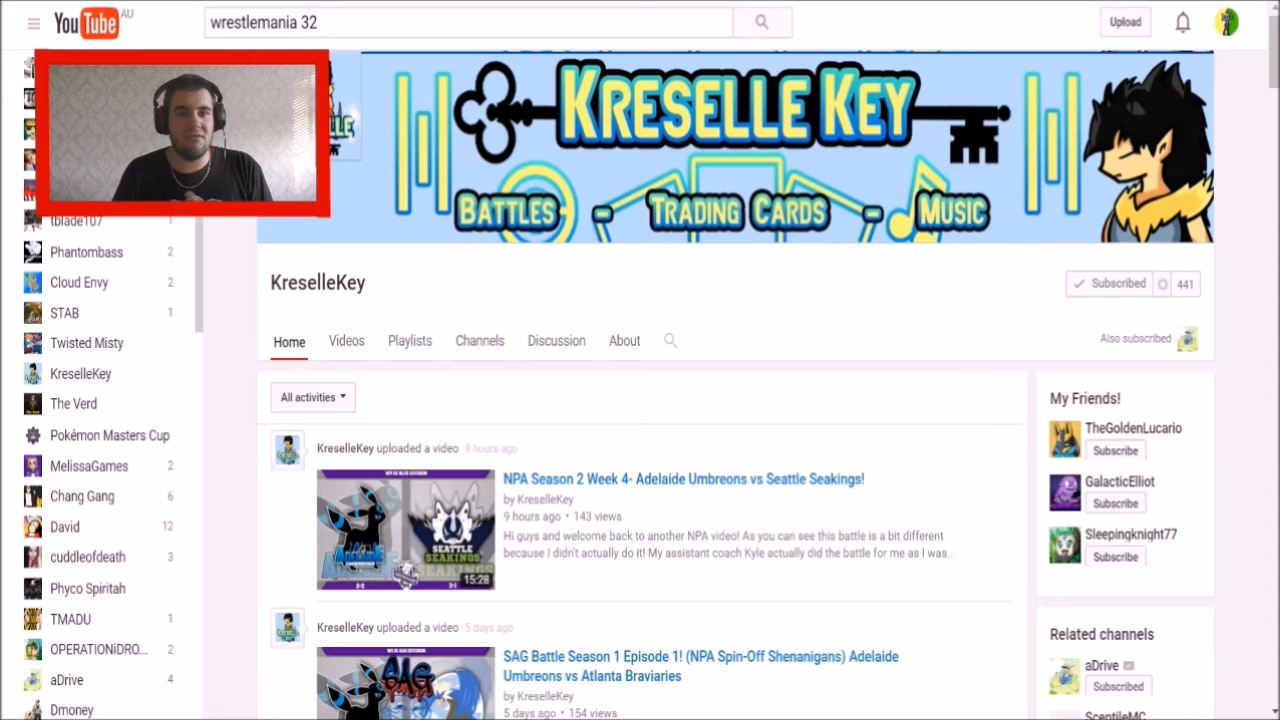 YouTube AU
wrestlemania 32
Upload
KRESELLE KEY
BATTLES - TRADING CARDS - MUSIC
tblade107 1
Phantombass 2
Cloud Envy 2
STAB 1
Twisted Misty
KreselleKey
The Verd
Pokémon Masters Cup
MelissaGames 2
Chang Gang 6
David 12
cuddleofdeath 3
Phyco Spiritah
TMADU 1
OPERATIONiDRO... 2
aDrive 4
Dmoney
KreselleKey
Subscribed 441
Home Videos Playlists Channels Discussion About
Also subscribed
All activities
KreselleKey uploaded a video 9 hours ago
NPA Season 2 Week 4- Adelaide Umbreons vs Seattle Seakings!
by KreselleKey
9 hours ago • 143 views
Hi guys and welcome back to another NPA video! As you can see this battle is a bit different
because I didn't actually do it! My assistant coach Kyle actually did the battle for me as I was...
ADELAIDE
SEATTLE
SEAKINGS
15:28
KreselleKey uploaded a video 5 days ago
SAG Battle Season 1 Episode 1! (NPA Spin-Off Shenanigans) Adelaide
Umbreons vs Atlanta Braviaries
by KreselleKey
5 days ago • 154 views
SAG
My Friends!
TheGoldenLucario
Subscribe
GalacticElliot
Subscribe
Sleepingknight77
Subscribe
Related channels
aDrive
Subscribed
SceptileMC